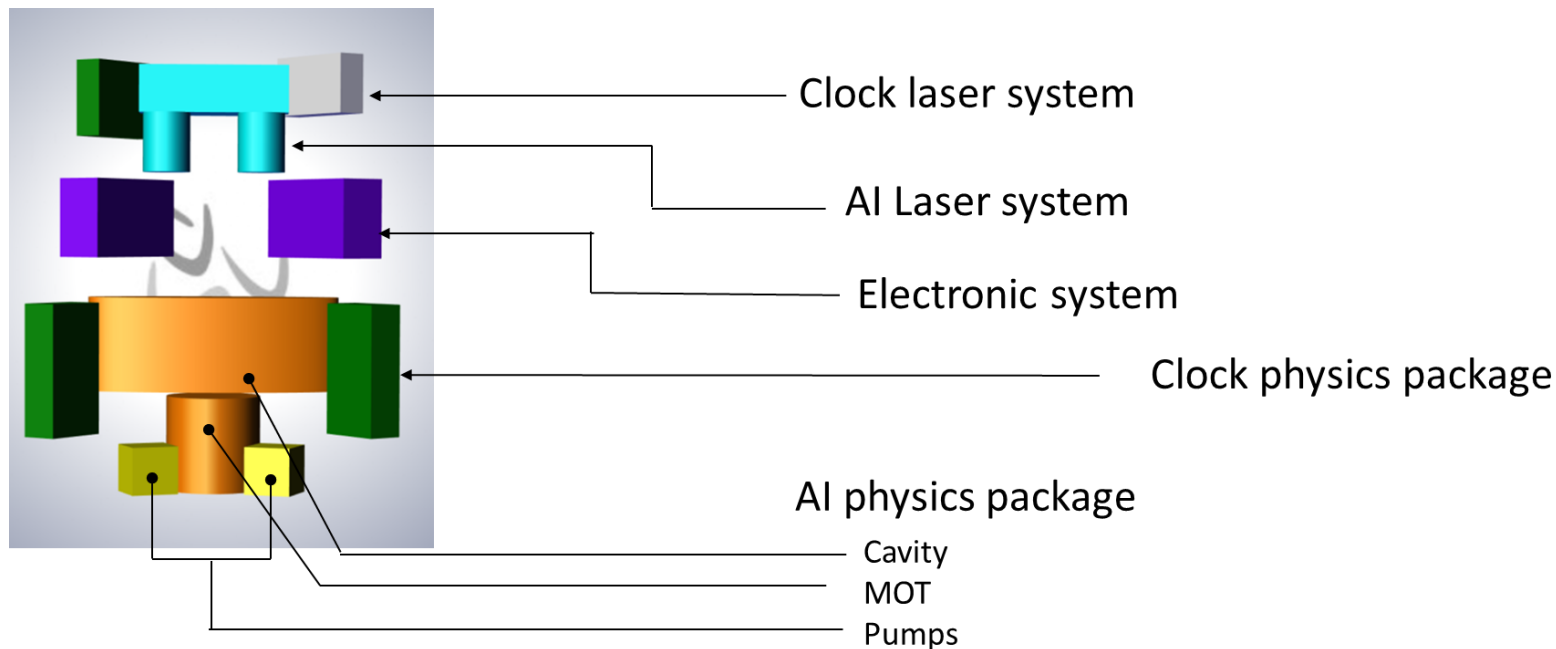 Clock laser system
AI Laser system
Electronic system
Clock physics package
AI physics package
Cavity
MOT
Pumps